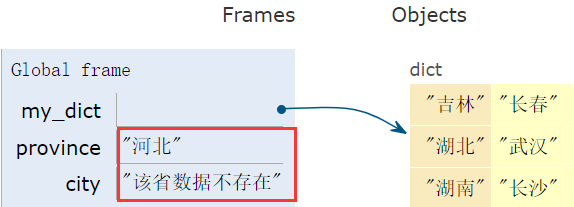 Frames Objects
Global frame
dict
my_dict
"吉林" "长春"
province "河北"
"湖北" "武汉"
city "该省数据不存在"
"湖南" "长沙"